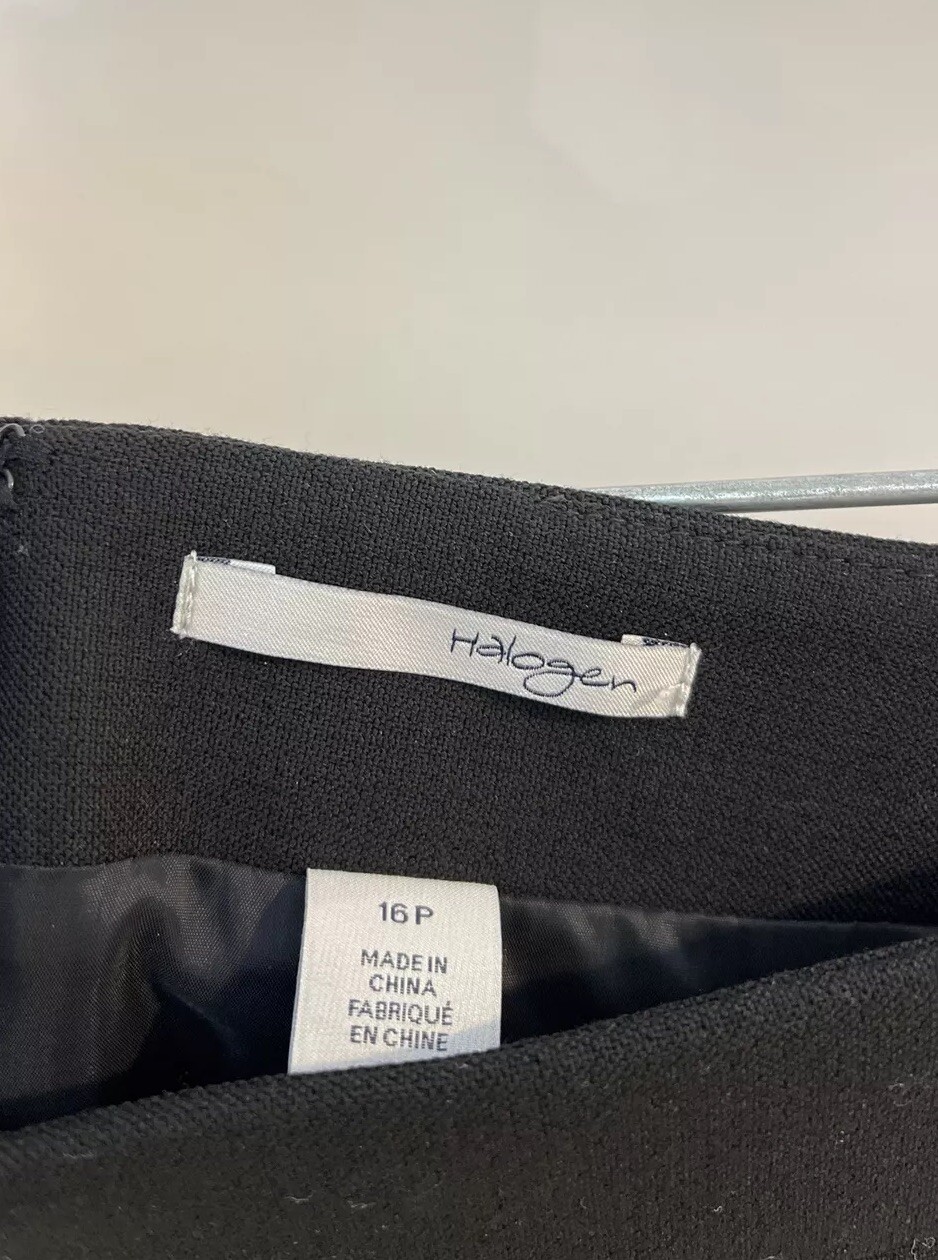 Halogen
16 P
MADE IN
CHINA
FABRIQUÉ
EN CHINE